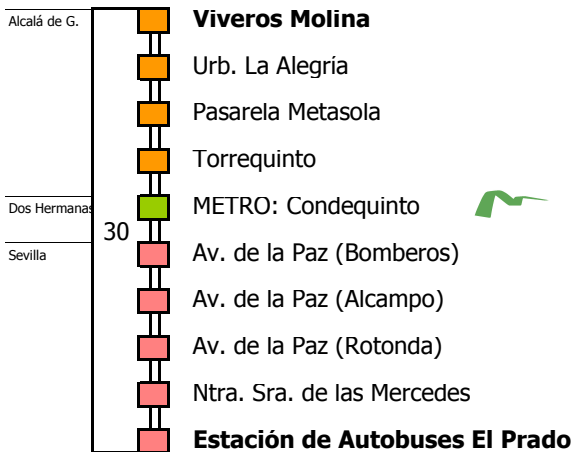 Alcalá de G.
Viveros Molina
Urb. La Alegría
Pasarela Metasola
Torrequinto
Dos Hermanas
METRO: Condequinto
30
Sevilla
Av. de la Paz (Bomberos)
Av. de la Paz (Alcampo)
Av. de la Paz (Rotonda)
Ntra. Sra. de las Mercedes
Estación de Autobuses El Prado